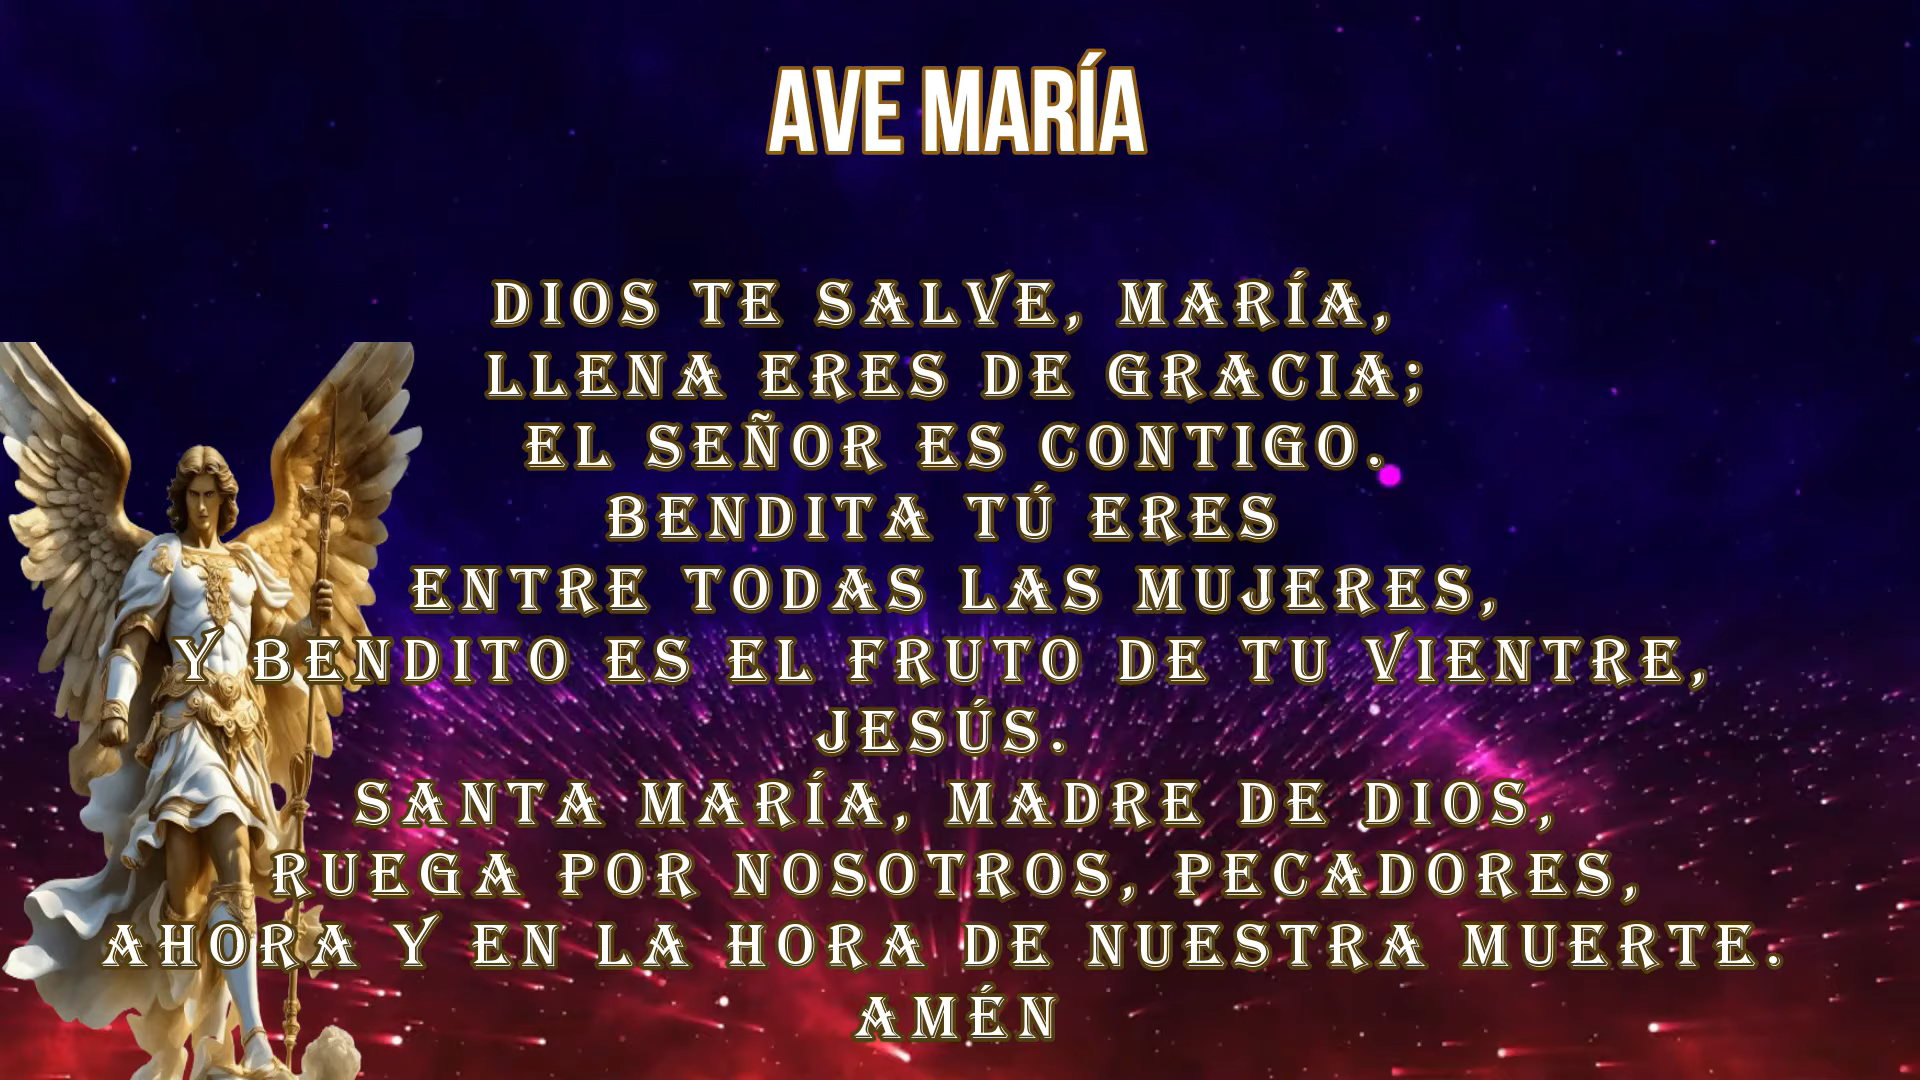 AVE MARÍA
DIOS TE SALVE, MARÍA,
LLENA ERES DE GRACIA;
EL SEÑOR ES CONTIGO.
BENDITA TÚ ERES
ENTRE TODAS LAS MUJERES,
Y BENDITO ES EL FRUTO DE TU VIENTRE,
JESÚS.
SANTA MARÍA, MADRE DE DIOS,
RUEGA POR NOSOTROS, PECADORES,
AHORA Y EN LA HORA DE NUESTRA MUERTE.
AMÉN